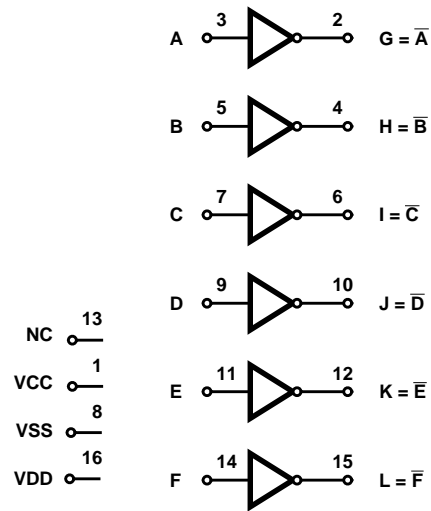 3 2
A G = A̅
5 4
B H = B̅
7 6
C I = C̅
9 10
D J = D̅
13
NC
1
VCC
11 12
E K = E̅
8
VSS
16
VDD
14 15
F L = F̅